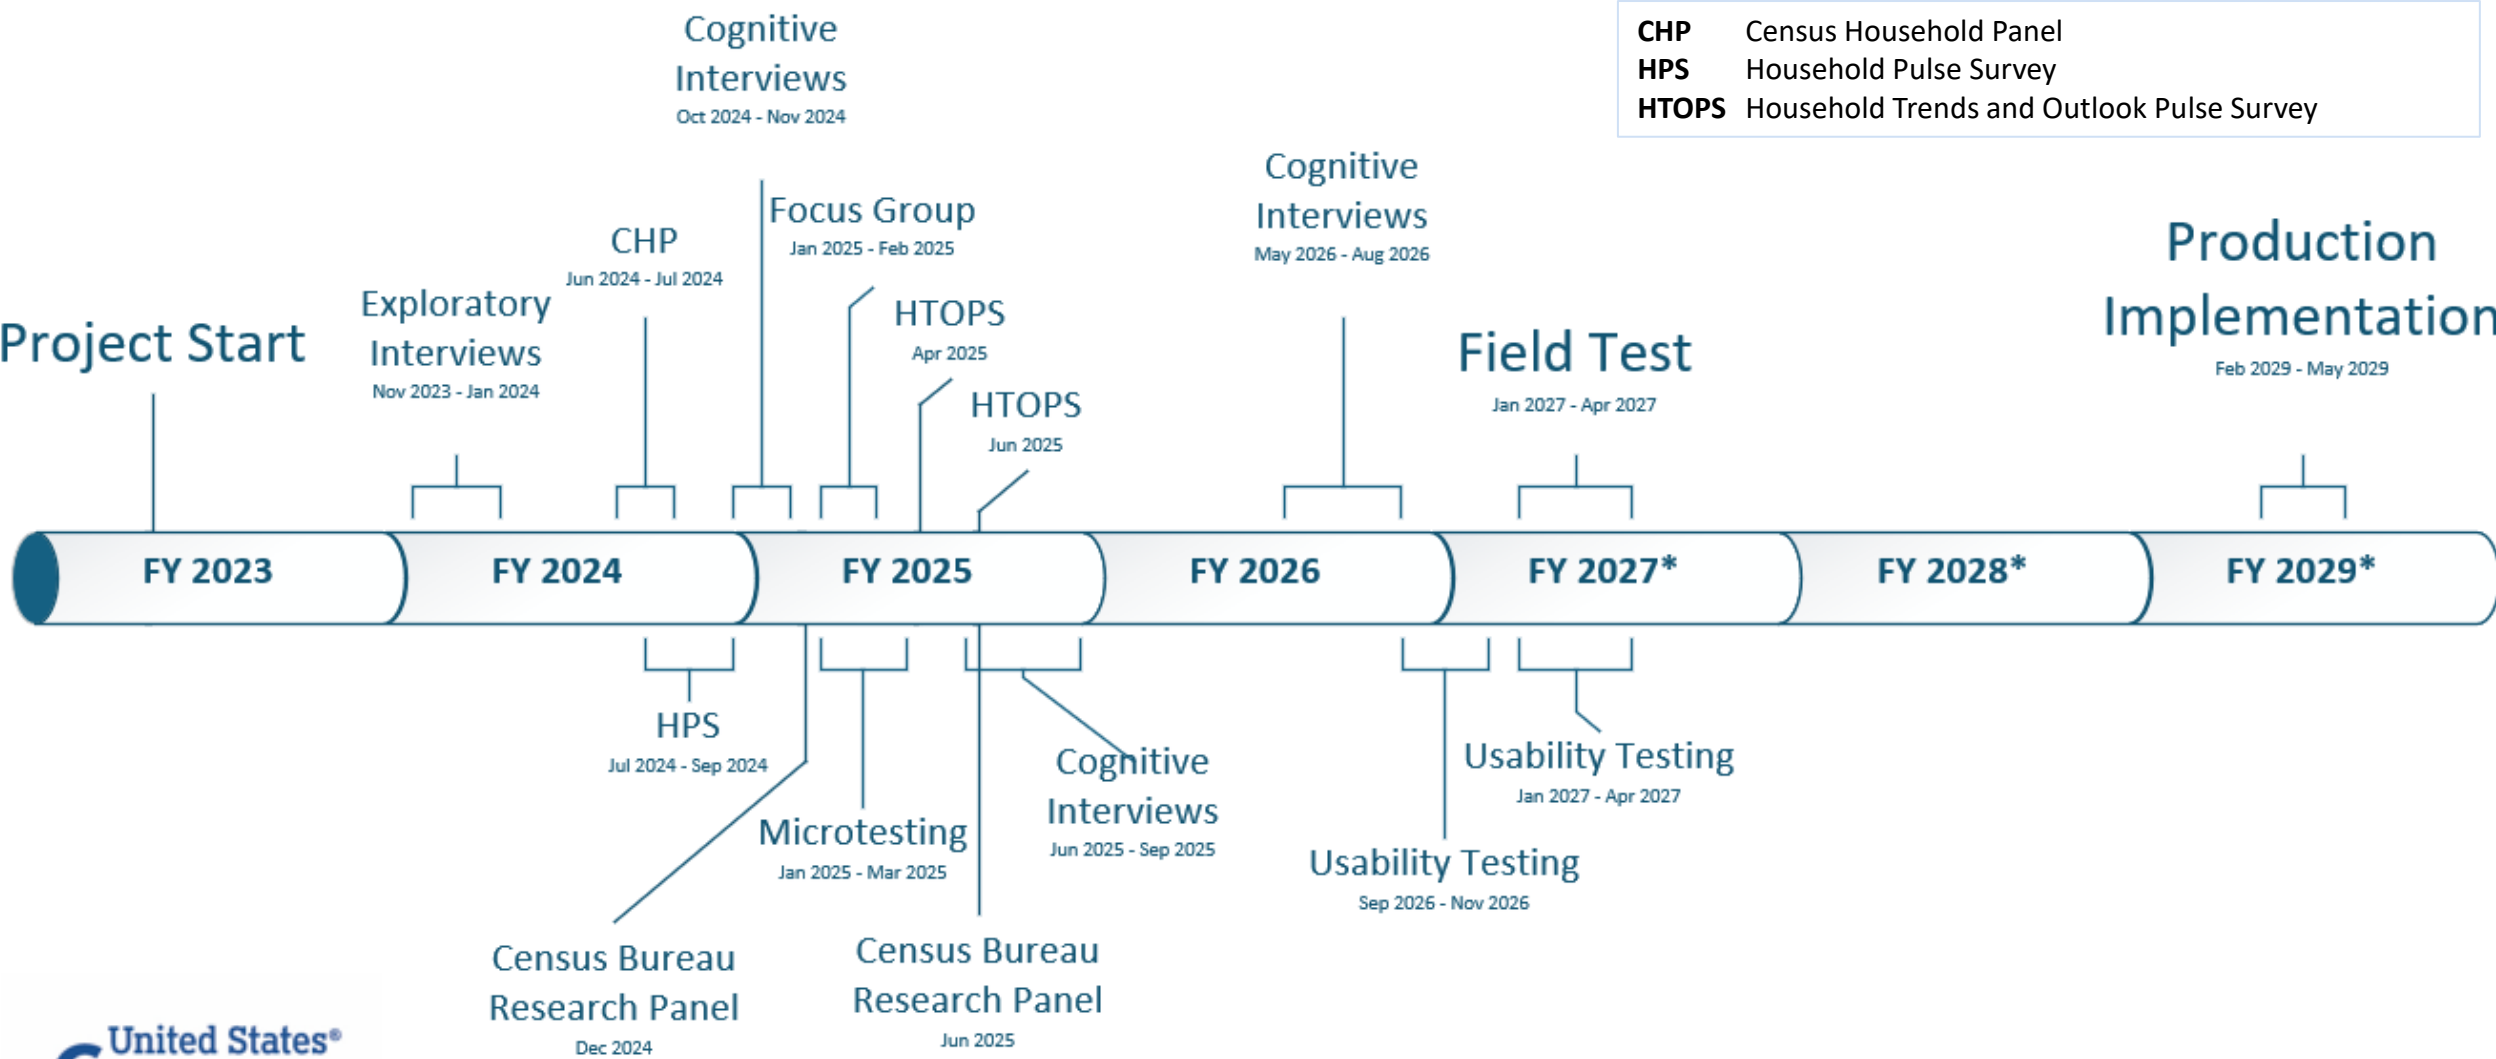 CHP Census Household Panel
HPS Household Pulse Survey
HTOPS Household Trends and Outlook Pulse Survey
Cognitive
Interviews
Oct 2024 - Nov 2024
Focus Group
Jan 2025 - Feb 2025
CHP
Jun 2024 - Jul 2024
Exploratory
Interviews
Nov 2023 - Jan 2024
Project Start
HTOPS
Apr 2025
HTOPS
Jun 2025
Cognitive
Interviews
May 2026 - Aug 2026
Field Test
Jan 2027 - Apr 2027
Production
Implementation
Feb 2029 - May 2029
FY 2023
FY 2024
FY 2025
FY 2026
FY 2027*
FY 2028*
FY 2029*
HPS
Jul 2024 - Sep 2024
Microtesting
Jan 2025 - Mar 2025
Cognitive
Interviews
Jun 2025 - Sep 2025
Usability Testing
Jan 2027 - Apr 2027
Usability Testing
Sep 2026 - Nov 2026
Census Bureau
Research Panel
Dec 2024
Census Bureau
Research Panel
Jun 2025
United States®